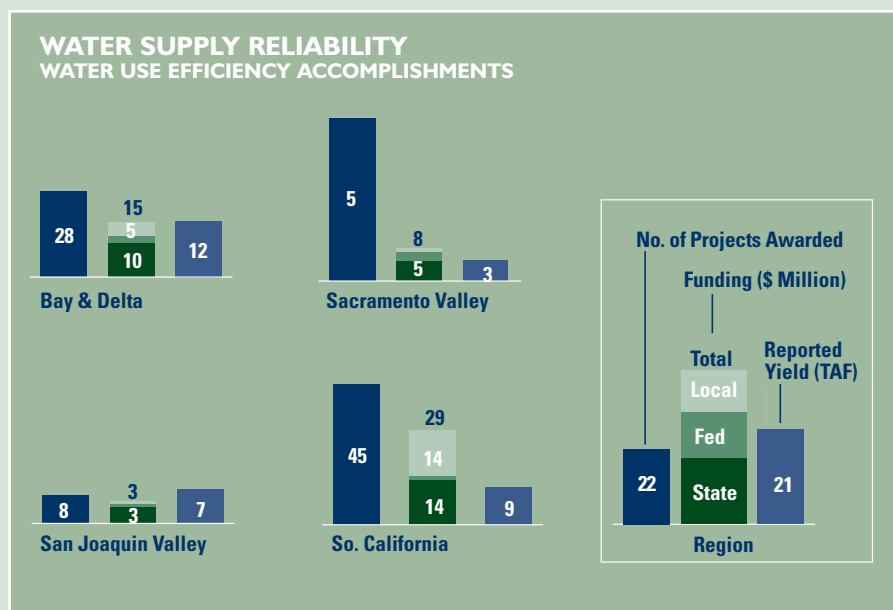 WATER SUPPLY RELIABILITY
WATER USE EFFICIENCY ACCOMPLISHMENTS
28
15
5
10
12
Bay & Delta
5
8
5
3
Sacramento Valley
8
3
3
7
San Joaquin Valley
45
29
14
14
9
So. California
No. of Projects Awarded
Funding ($ Million)
Total
Reported
Yield (TAF)
Local
Fed
State
22
21
Region